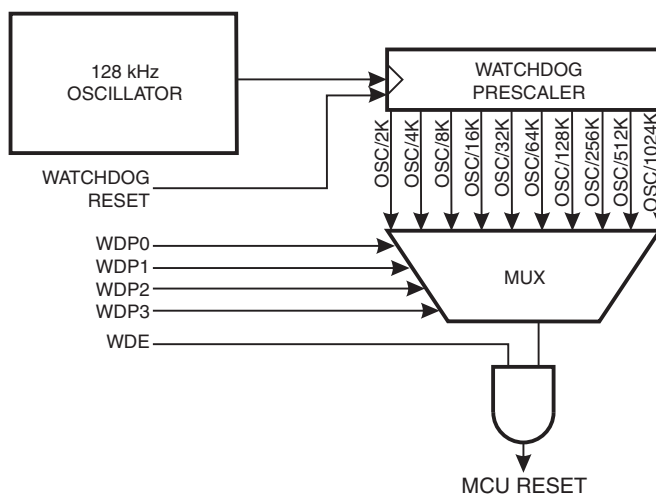 128 kHz
OSCILLATOR
WATCHDOG
PRESCALER
OSC/2K
OSC/4K
OSC/8K
OSC/16K
OSC/32K
OSC/64K
OSC/128K
OSC/256K
OSC/512K
OSC/1024K
WATCHDOG
RESET
WDP0
WDP1
WDP2
WDP3
WDE
MUX
MCU RESET